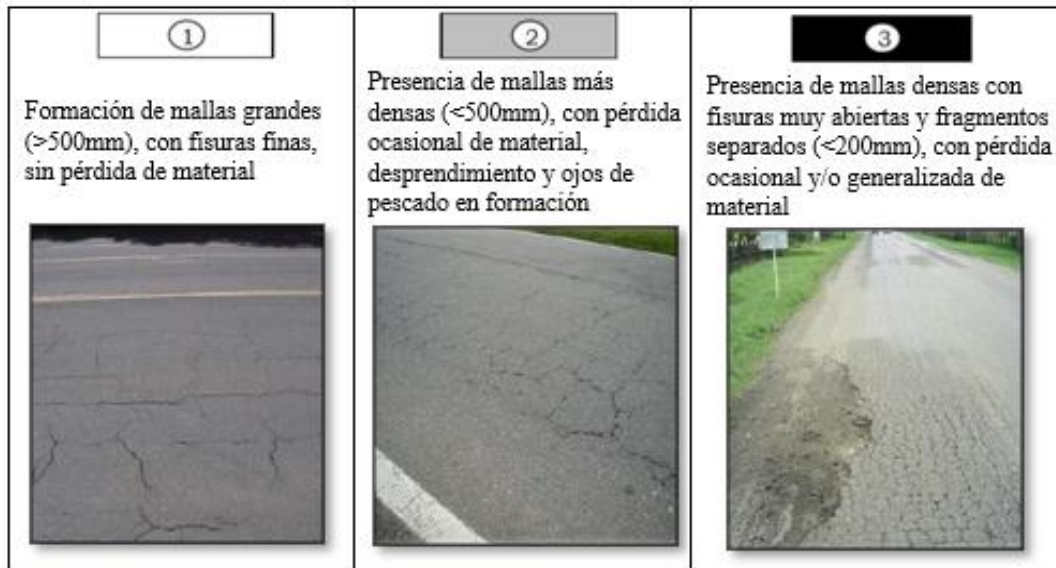 1
Formación de mallas grandes
(>500mm), con fisuras finas,
sin pérdida de material
2
Presencia de mallas más
densas (<500mm), con pérdida
ocasional de material,
desprendimiento y ojos de
pescado en formación
3
Presencia de mallas densas con
fisuras muy abiertas y fragmentos
separados (<200mm), con pérdida
ocasional y/o generalizada de
material